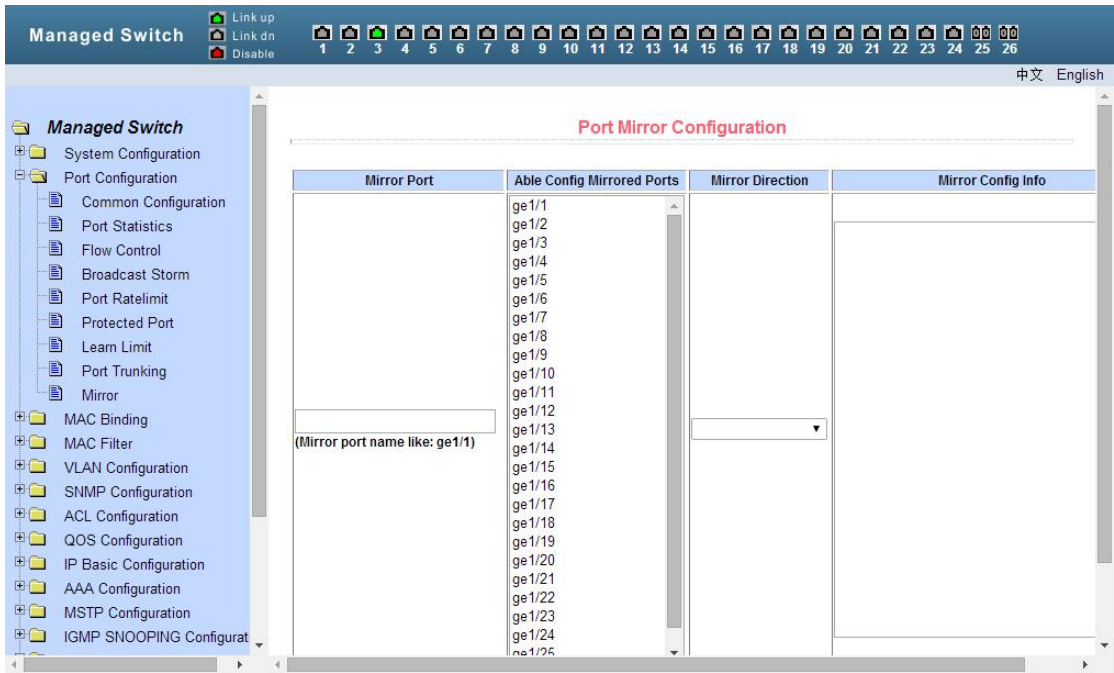 Managed Switch
Link up
Link dn
Disable
1 2 3 4 5 6 7 8 9 10 11 12 13 14 15 16 17 18 19 20 21 22 23 24 25 26
中文 English
Managed Switch
System Configuration
Port Configuration
Common Configuration
Port Statistics
Flow Control
Broadcast Storm
Port Ratelimit
Protected Port
Learn Limit
Port Trunking
Mirror
MAC Binding
MAC Filter
VLAN Configuration
SNMP Configuration
ACL Configuration
QOS Configuration
IP Basic Configuration
AAA Configuration
MSTP Configuration
IGMP SNOOPING Configurat
Port Mirror Configuration
Mirror Port
Able Config Mirrored Ports
Mirror Direction
Mirror Config Info
(Mirror port name like: ge1/1)
ge1/1
ge1/2
ge1/3
ge1/4
ge1/5
ge1/6
ge1/7
ge1/8
ge1/9
ge1/10
ge1/11
ge1/12
ge1/13
ge1/14
ge1/15
ge1/16
ge1/17
ge1/18
ge1/19
ge1/20
ge1/21
ge1/22
ge1/23
ge1/24
ge1/25